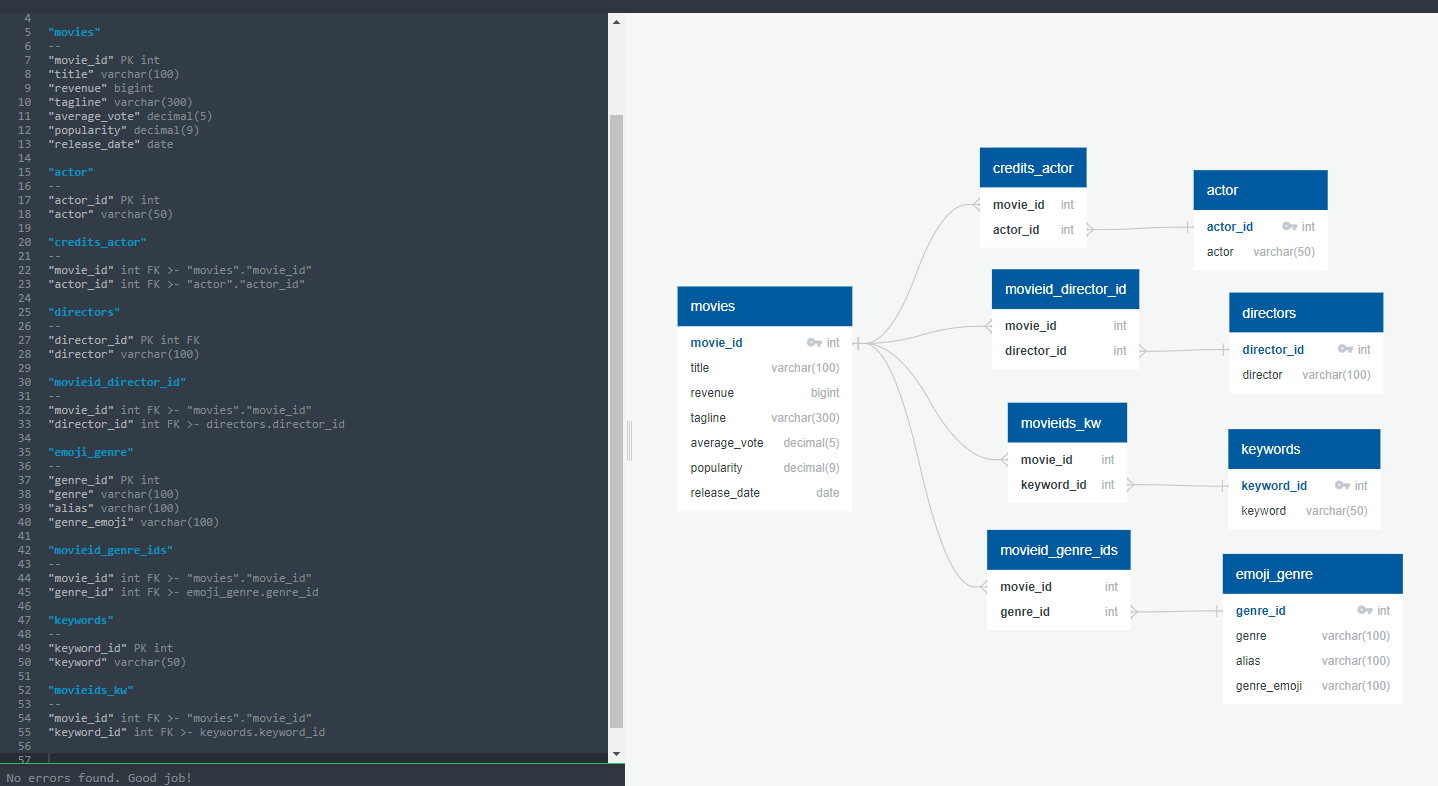 4
5 "movies"
6 --
7 "movie_id" PK int
8 "title" varchar(100)
9 "revenue" bigint
10 "tagline" varchar(300)
11 "average_vote" decimal(5)
12 "popularity" decimal(9)
13 "release_date" date
14
15 "actor"
16 --
17 "actor_id" PK int
18 "actor" varchar(50)
19
20 "credits_actor"
21 --
22 "movie_id" int FK >- "movies"."movie_id"
23 "actor_id" int FK >- "actor"."actor_id"
24
25 "directors"
26 --
27 "director_id" PK int FK
28 "director" varchar(100)
29
30 "movieid_director_id"
31 --
32 "movie_id" int FK >- "movies"."movie_id"
33 "director_id" int FK >- directors.director_id
34
35 "emoji_genre"
36 --
37 "genre_id" PK int
38 "genre" varchar(100)
39 "alias" varchar(100)
40 "genre_emoji" varchar(100)
41
42 "movieid_genre_ids"
43 --
44 "movie_id" int FK >- "movies"."movie_id"
45 "genre_id" int FK >- emoji_genre.genre_id
46
47 "keywords"
48 --
49 "keyword_id" PK int
50 "keyword" varchar(50)
51
52 "movieids_kw"
53 --
54 "movie_id" int FK >- "movies"."movie_id"
55 "keyword_id" int FK >- keywords.keyword_id
56
57
No errors found. Good job!
movies
movie_id int
title varchar(100)
revenue bigint
tagline varchar(300)
average_vote decimal(5)
popularity decimal(9)
release_date date
credits_actor
movie_id int
actor_id int
actor
actor_id int
actor varchar(50)
movieid_director_id
movie_id int
director_id int
directors
director_id int
director varchar(100)
movieids_kw
movie_id int
keyword_id int
keywords
keyword_id int
keyword varchar(50)
movieid_genre_ids
movie_id int
genre_id int
emoji_genre
genre_id int
genre varchar(100)
alias varchar(100)
genre_emoji varchar(100)